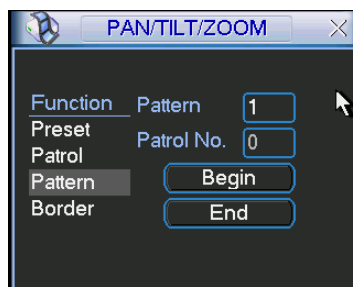 PAN/TILT/ZOOM
Function
Preset
Patrol
Pattern
Border
Pattern 1
Patrol No. 0
Begin
End